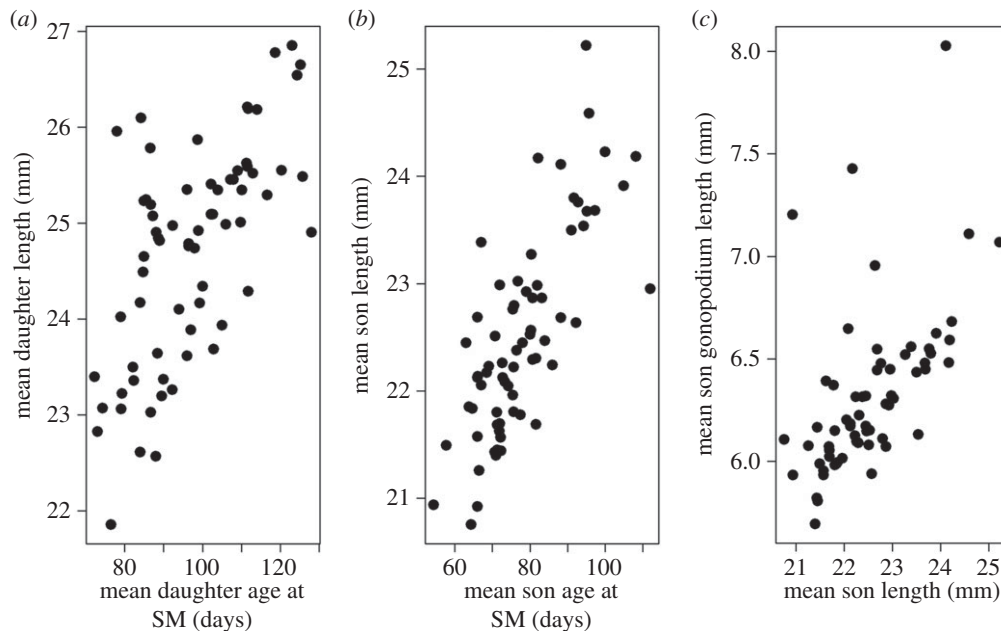 (a)
27
26
25
24
23
22
mean daughter length (mm)
80 100 120
mean daughter age at
SM (days)
(b)
25
24
23
22
21
mean son length (mm)
60 80 100
mean son age at
SM (days)
(c)
8.0
7.5
7.0
6.5
6.0
mean son gonopodium length (mm)
21 22 23 24 25
mean son length (mm)